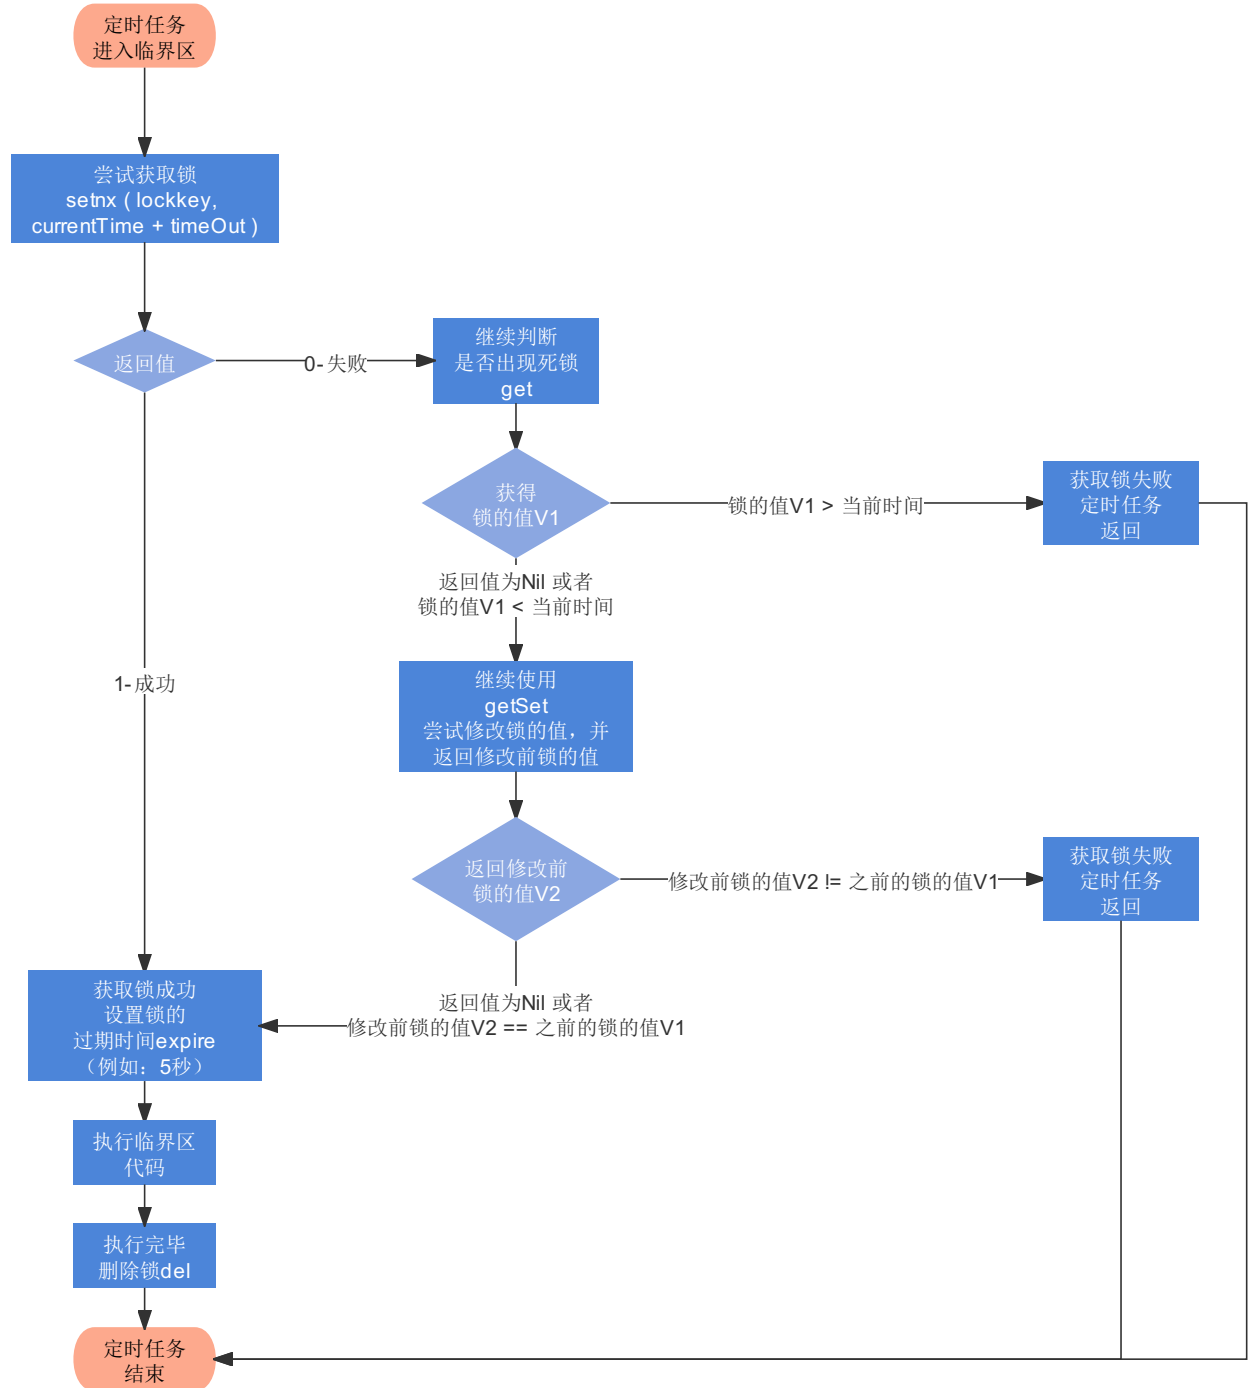 定时任务
进入临界区
尝试获取锁
setnx ( lockkey,
currentTime + timeOut )
返回值
0-失败
继续判断
是否出现死锁
get
获得
锁的值V1
锁的值V1 > 当前时间
获取锁失败
定时任务
返回
返回值为Nil 或者
锁的值V1 < 当前时间
1-成功
继续使用
getSet
尝试修改锁的值，并
返回修改前锁的值
返回修改前
锁的值V2
修改前锁的值V2 != 之前的锁的值V1
获取锁失败
定时任务
返回
返回值为Nil 或者
修改前锁的值V2 == 之前的锁的值V1
获取锁成功
设置锁的
过期时间expire
（例如：5秒）
执行临界区
代码
执行完毕
删除锁del
定时任务
结束